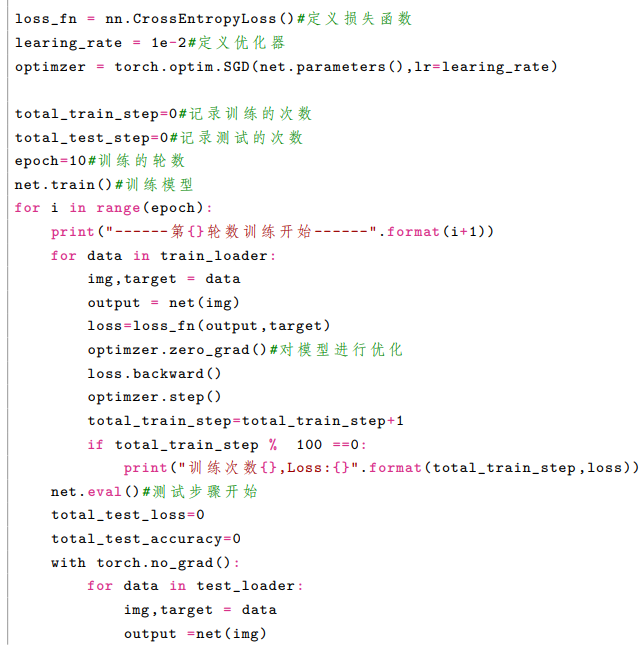 loss_fn = nn.CrossEntropyLoss()#定义损失函数
learing_rate = 1e-2#定义优化器
optimzer = torch.optim.SGD(net.parameters(),lr=learing_rate)

total_train_step=0#记录训练的次数
total_test_step=0#记录测试的次数
epoch=10#训练的轮数
net.train()#训练模型
for i in range(epoch):
    print("------第{}轮数训练开始------".format(i+1))
    for data in train_loader:
        img,target = data
        output = net(img)
        loss=loss_fn(output,target)
        optimzer.zero_grad()#对模型进行优化
        loss.backward()
        optimzer.step()
        total_train_step=total_train_step+1
        if total_train_step %  100 ==0:
            print("训练次数{},Loss:{}".format(total_train_step,loss))
    net.eval()#测试步骤开始
    total_test_loss=0
    total_test_accuracy=0
    with torch.no_grad():
        for data in test_loader:
            img,target = data
            output =net(img)